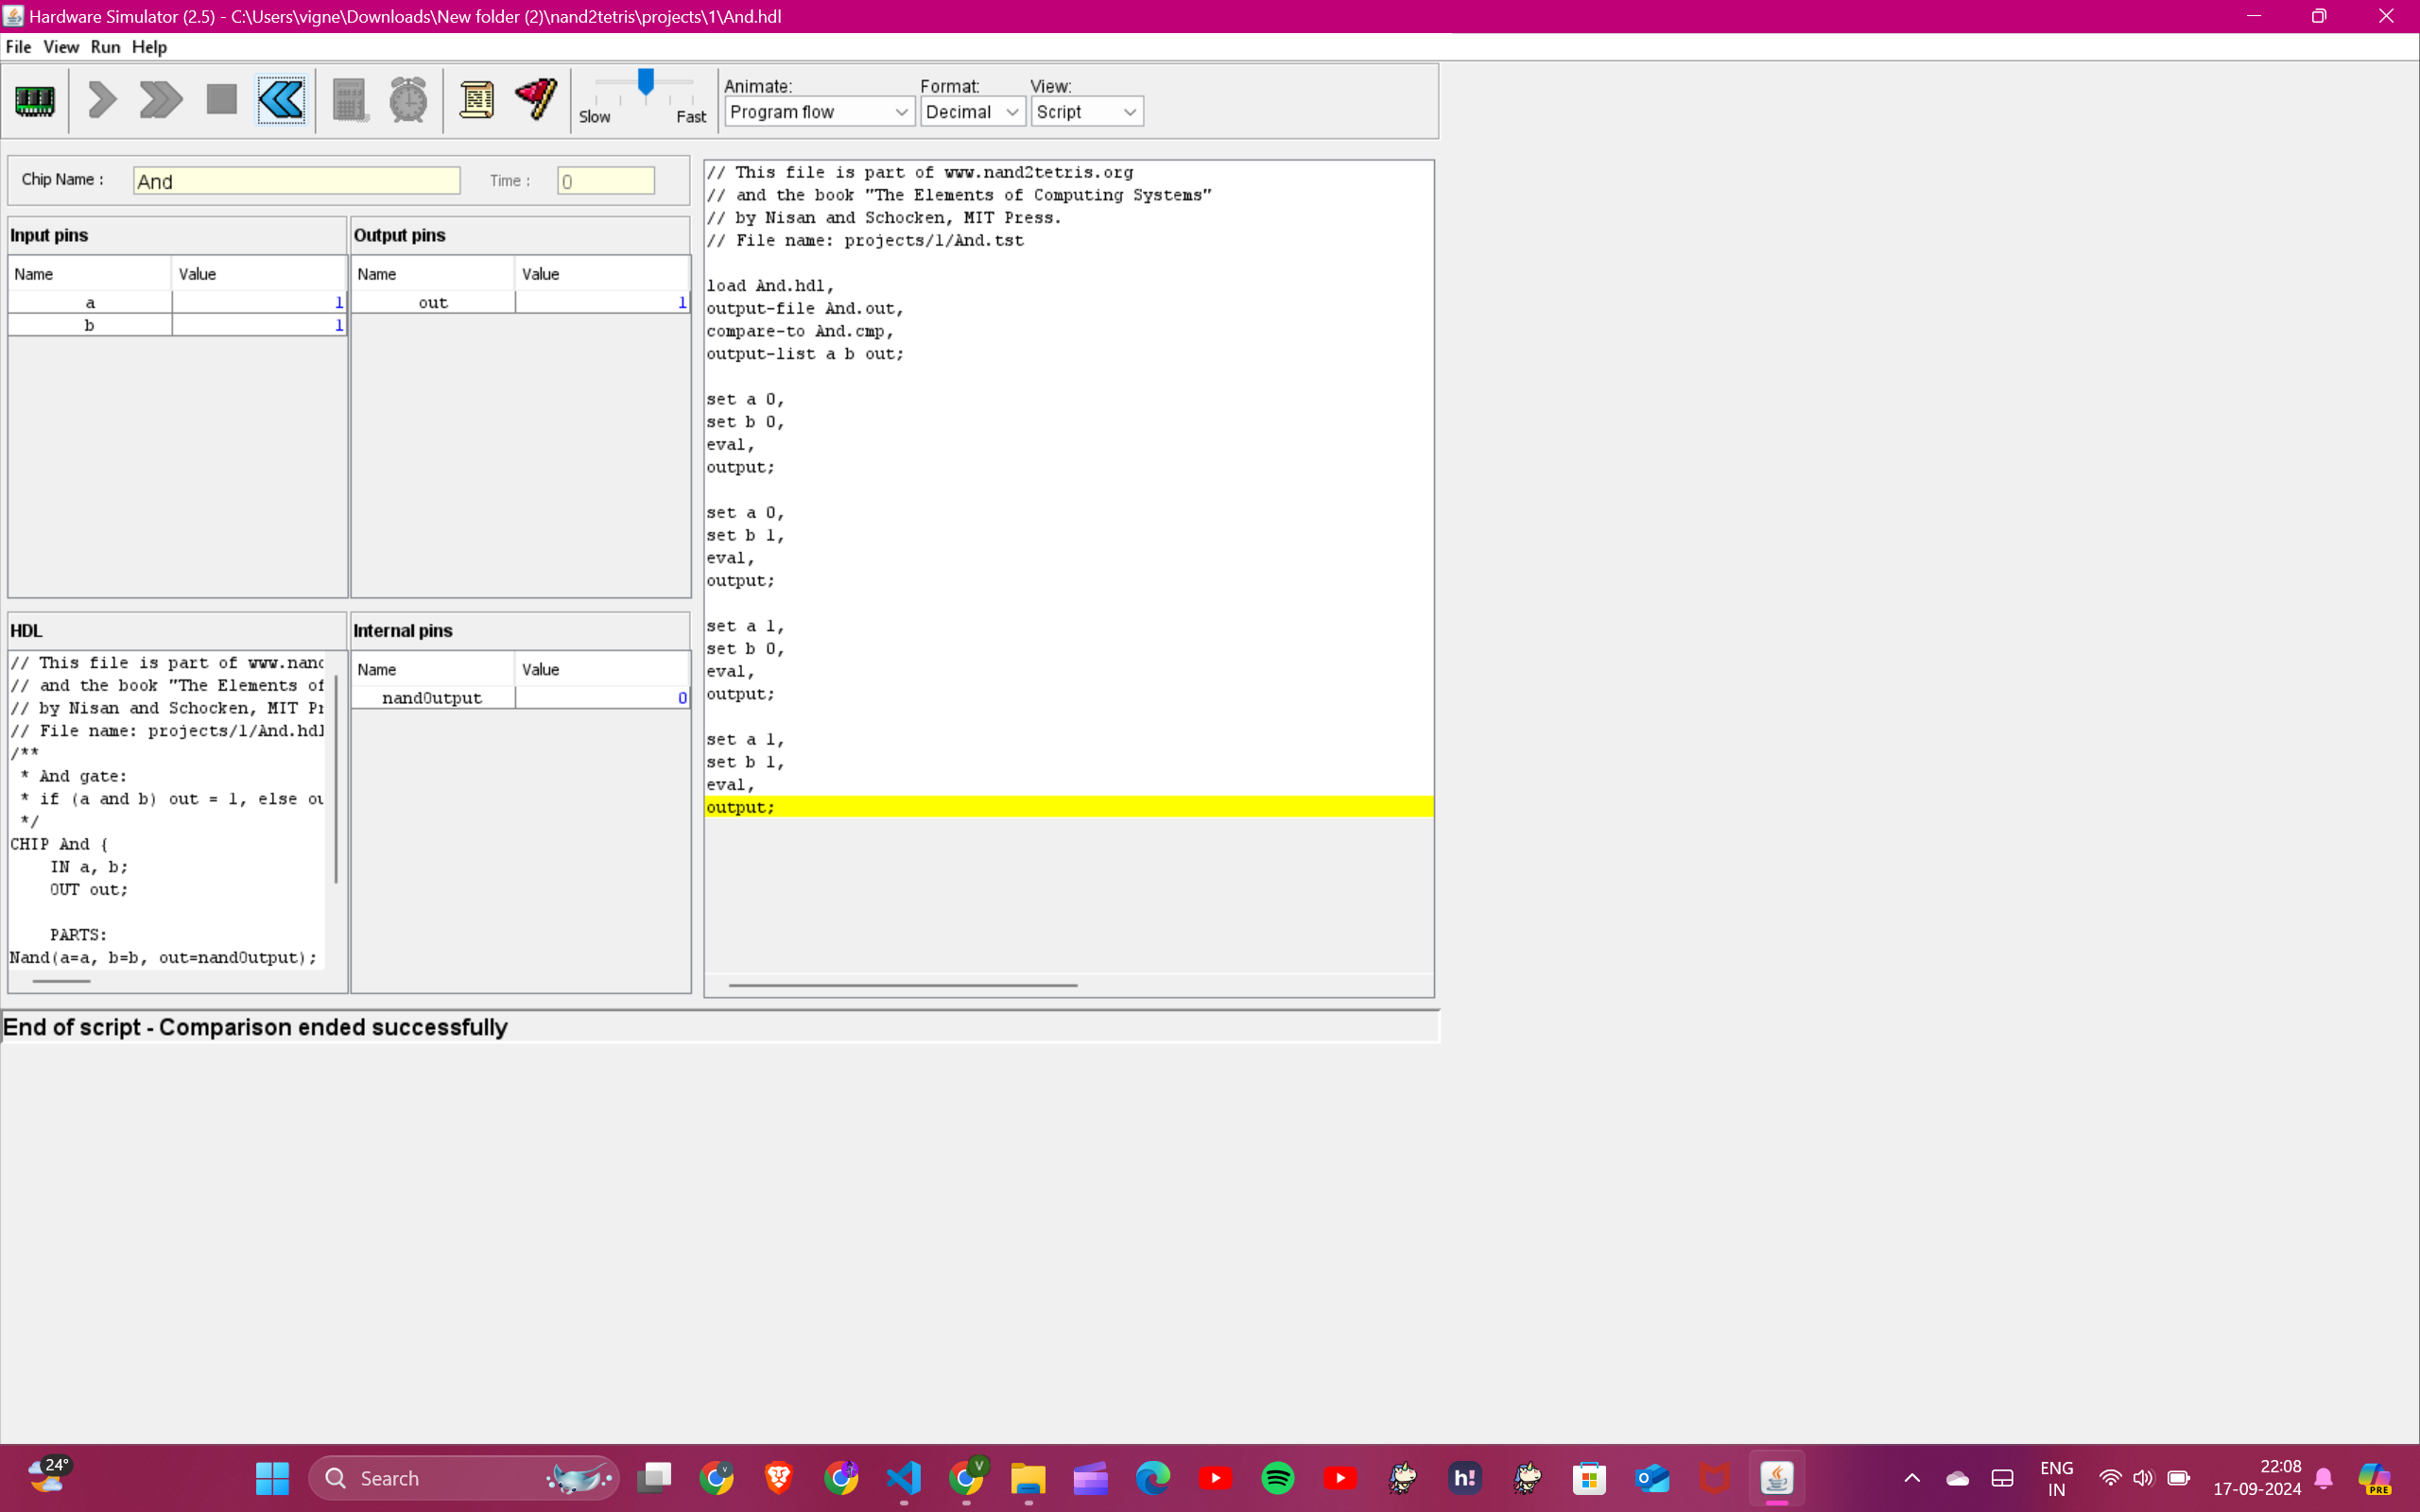 Hardware Simulator (2.5) - C:\Users\vigne\Downloads\New folder (2)\nand2tetris\projects\1\And.hdl
File View Run Help
Animate: Format: View:
Slow Fast Program flow Decimal Script
Chip Name : And Time : 0
Input pins
Name Value
a 1
b 1
Output pins
Name Value
out 1
HDL
// This file is part of www.nanc
// and the book "The Elements of
// by Nisan and Schocken, MIT Pr
// File name: projects/1/And.hdl
/**
* And gate:
* if (a and b) out = 1, else ou
*/
CHIP And {
IN a, b;
OUT out;
PARTS:
Nand(a=a, b=b, out=nandOutput);
Internal pins
Name Value
nandOutput 0
// This file is part of www.nand2tetris.org
// and the book "The Elements of Computing Systems"
// by Nisan and Schocken, MIT Press.
// File name: projects/1/And.tst
load And.hdl,
output-file And.out,
compare-to And.cmp,
output-list a b out;
set a 0,
set b 0,
eval,
output;
set a 0,
set b 1,
eval,
output;
set a 1,
set b 0,
eval,
output;
set a 1,
set b 1,
eval,
output;
End of script - Comparison ended successfully
24°
Search
V
V
h!
ENG
IN
22:08
17-09-2024
PRE